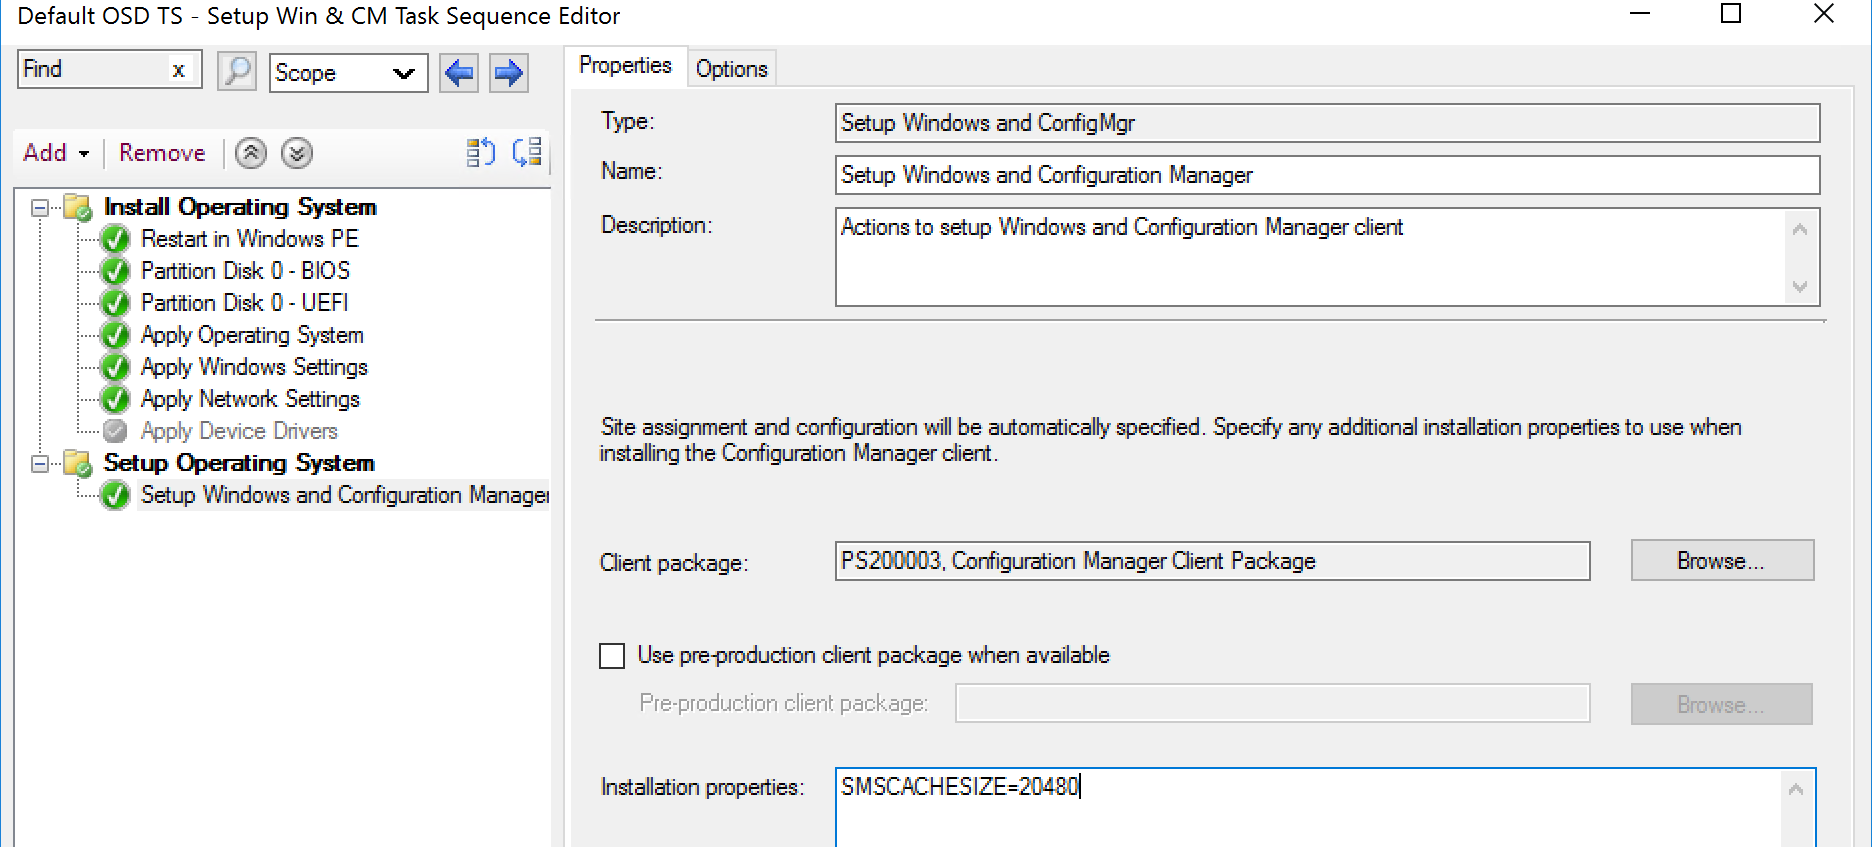 Default OSD TS - Setup Win & CM Task Sequence Editor
Find x Scope
Add Remove
Install Operating System
Restart in Windows PE
Partition Disk 0 - BIOS
Partition Disk 0 - UEFI
Apply Operating System
Apply Windows Settings
Apply Network Settings
Apply Device Drivers
Setup Operating System
Setup Windows and Configuration Manager
Properties Options
Type: Setup Windows and ConfigMgr
Name: Setup Windows and Configuration Manager
Description: Actions to setup Windows and Configuration Manager client
Site assignment and configuration will be automatically specified. Specify any additional installation properties to use when
installing the Configuration Manager client.
Client package: PS200003, Configuration Manager Client Package Browse...
Use pre-production client package when available
Pre-production client package: Browse...
Installation properties: SMSCACHESIZE=20480